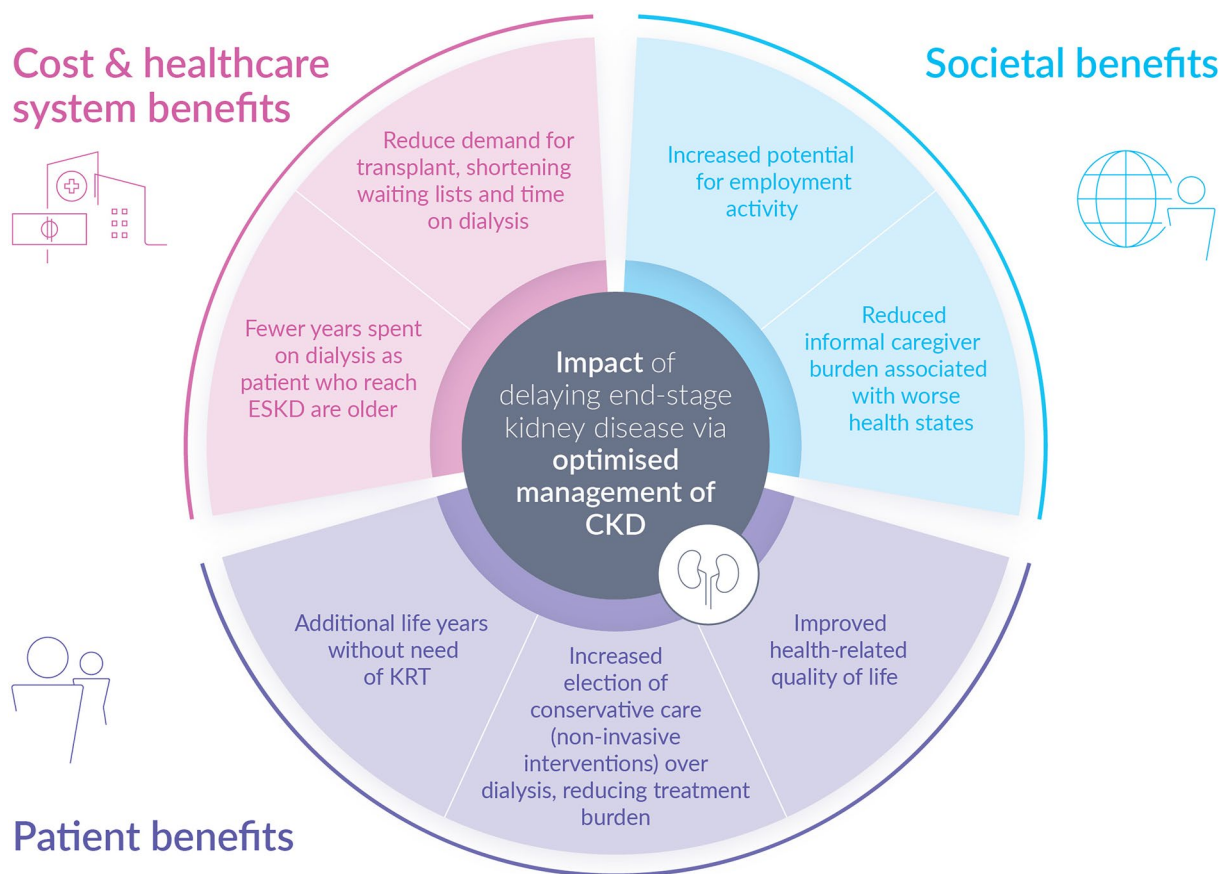 Cost & healthcare
system benefits
Societal benefits
Reduce demand for
transplant, shortening
waiting lists and time
on dialysis
Increased potential
for employment
activity
Fewer years spent
on dialysis as
patient who reach
ESKD are older
Reduced
informal caregiver
burden associated
with worse
health states
Impact of
delaying end-stage
kidney disease via
optimised
management of
CKD
Additional life years
without need
of KRT
Increased
election of
conservative care
(non-invasive
interventions) over
dialysis, reducing treatment
burden
Improved
health-related
quality of life
Patient benefits